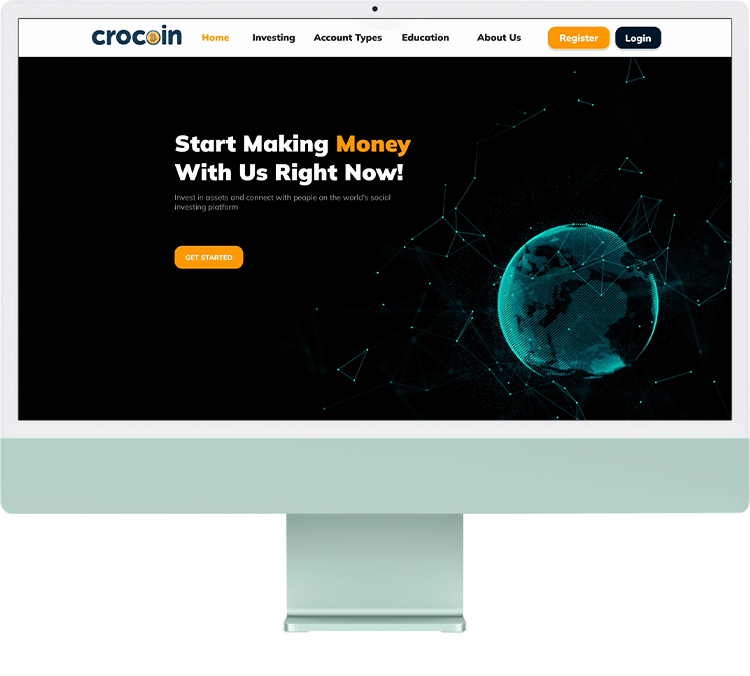 crocoin
Home
Investing
Account Types
Education
About Us
Register
Login
Start Making Money
With Us Right Now!
Invest in assets and connect with people on the world's social
investing platform
GET STARTED